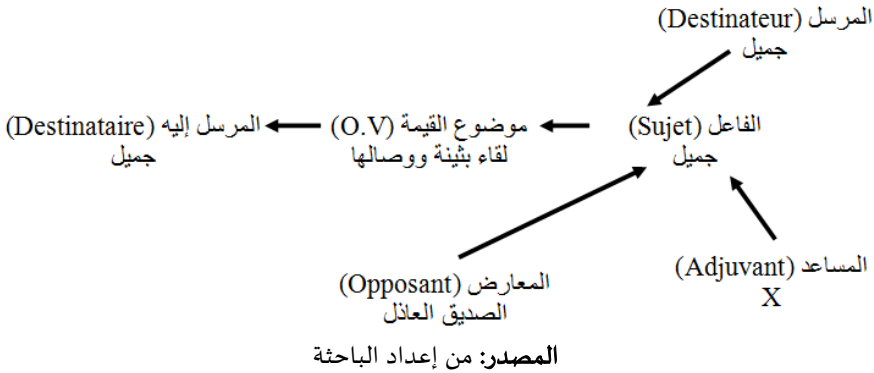 المرسل (Destinateur)
جميل
الفاعل (Sujet)
جميل
موضوع القيمة (O.V)
لقاء بثينة ووصالها
المرسل إليه (Destinataire)
جميل
المساعد (Adjuvant)
X
المعارض (Opposant)
الصديق العاذل
المصدر: من إعداد الباحثة